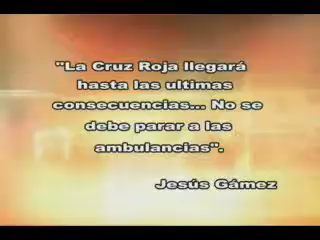 "La Cruz Roja llegará
hasta las ultimas
consecuencias... No se
debe parar a las
ambulancias".
Jesús Gámez